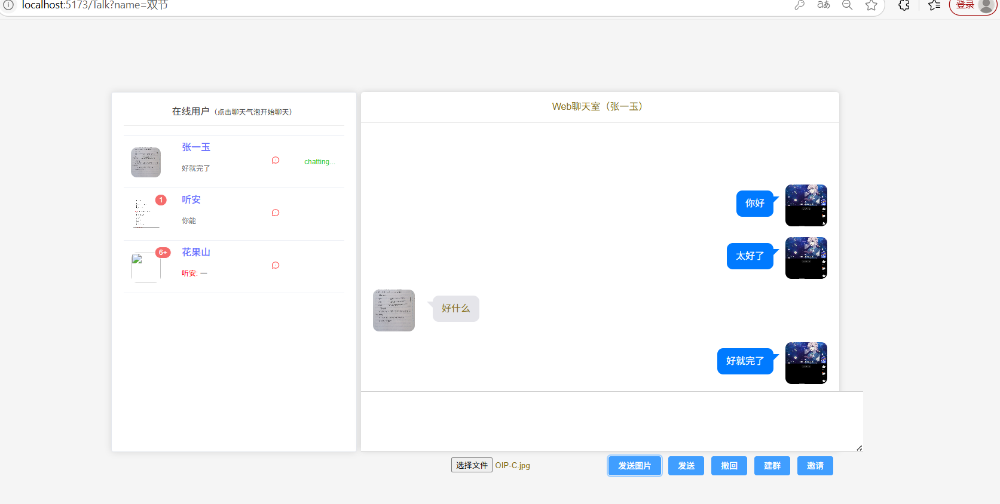 localhost:5173/Talk?name=双节
aあ
登录
在线用户（点击聊天气泡开始聊天）
张一玉
好就完了
chatting...
1
听安
你能
6+
花果山
听安: 一
Web聊天室（张一玉）
你好
太好了
好什么
好就完了
选择文件 OIP-C.jpg
发送图片 发送 撤回 建群 邀请